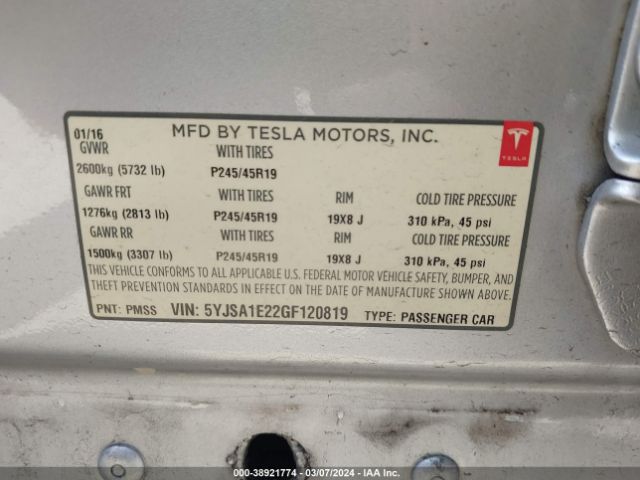 01/16 MFD BY TESLA MOTORS, INC.
GVWR WITH TIRES
2600kg (5732 lb) P245/45R19
GAWR FRT WITH TIRES RIM COLD TIRE PRESSURE
1276kg (2813 lb) P245/45R19 19X8 J 310 kPa, 45 psi
GAWR RR WITH TIRES RIM COLD TIRE PRESSURE
1500kg (3307 lb) P245/45R19 19X8 J 310 kPa, 45 psi
THIS VEHICLE CONFORMS TO ALL APPLICABLE U.S. FEDERAL MOTOR VEHICLE SAFETY, BUMPER, AND
THEFT PREVENTION STANDARDS IN EFFECT ON THE DATE OF MANUFACTURE SHOWN ABOVE.
PNT: PMSS VIN: 5YJSA1E22GF120819 TYPE: PASSENGER CAR
TESLA
000-38921774 - 03/07/2024 - IAA Inc.